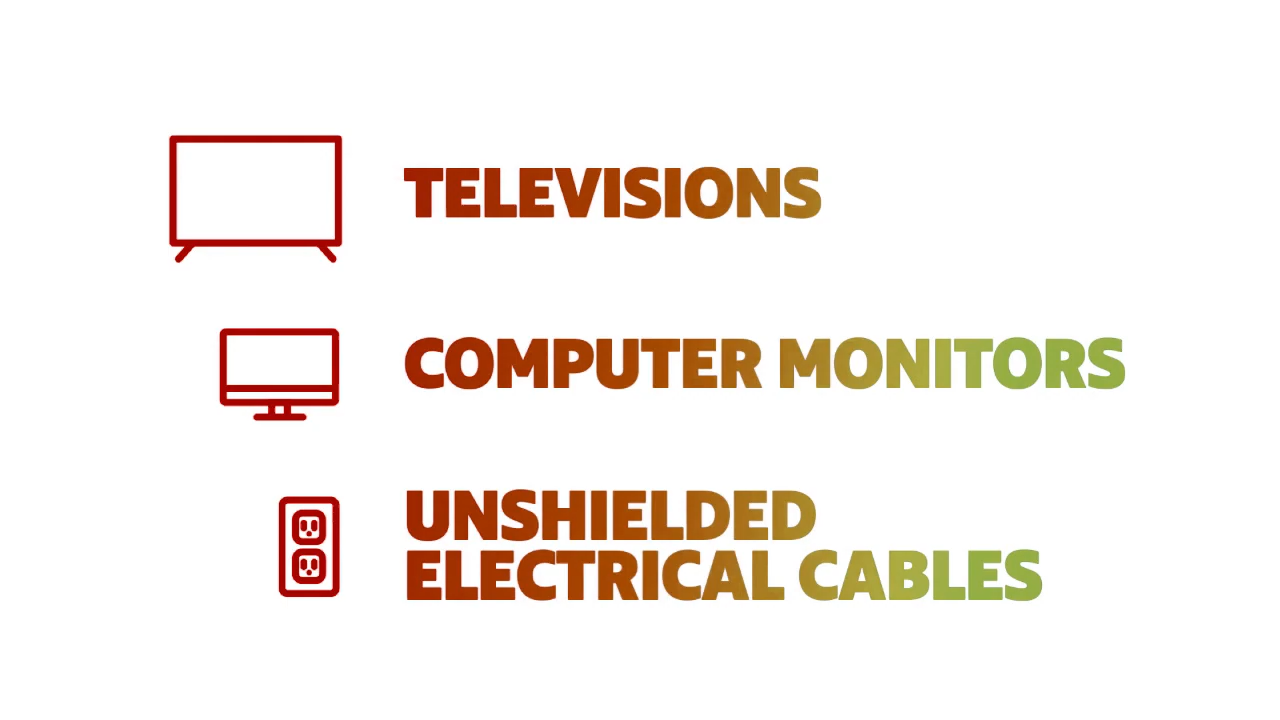 TELEVISIONS
COMPUTER MONITORS
UNSHIELDED
ELECTRICAL CABLES